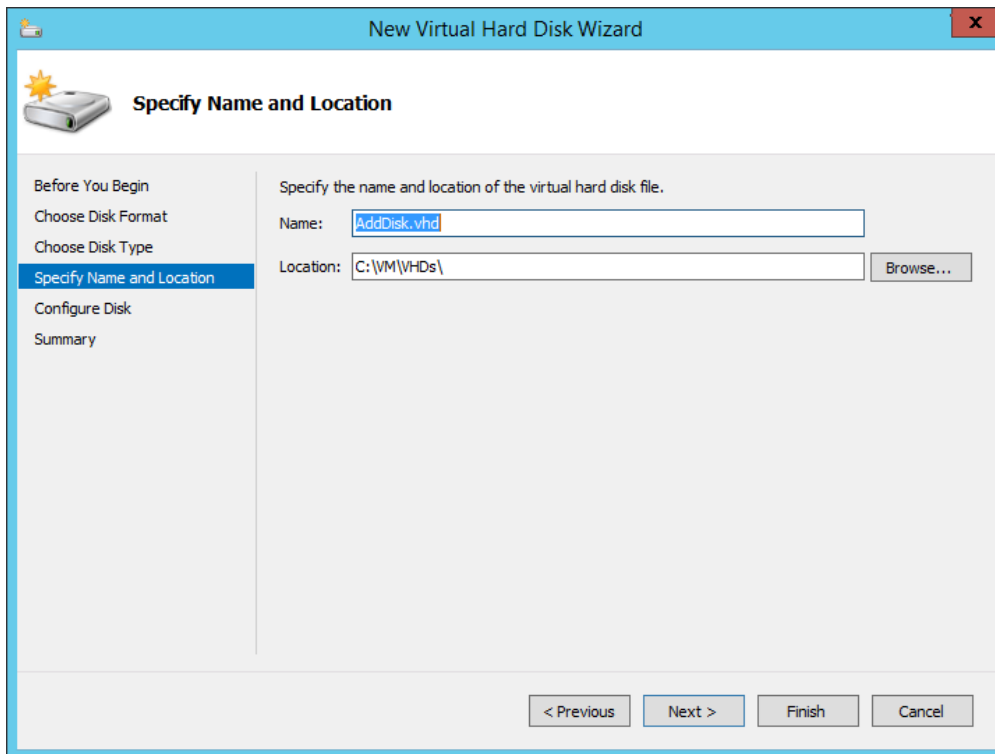 New Virtual Hard Disk Wizard
x
Specify Name and Location
Before You Begin
Choose Disk Format
Choose Disk Type
Specify Name and Location
Configure Disk
Summary
Specify the name and location of the virtual hard disk file.
Name: AddDisk.vhd
Location: C:\VM\VHDs\ Browse...
< Previous Next > Finish Cancel